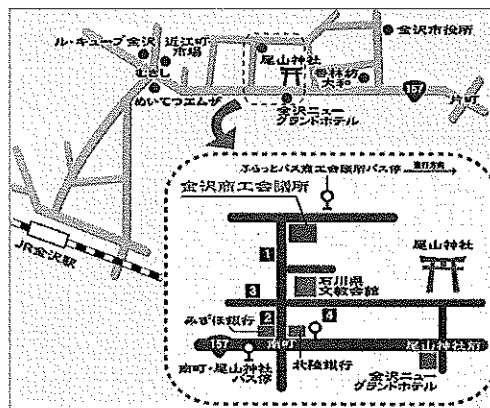 ル・キューブ金沢
近江町
市場
むさし
めいてつエムザ
尾山神社
金沢市役所
香林坊
大和
157
片町
金沢ニュー
グランドホテル
JR金沢駅
ふらっとバス商工会議所バス停
進行方向
金沢商工会議所
1
尾山神社
石川県
文教会館
3
みずほ銀行
2
4
157
南町
尾山神社前
南町・尾山神社
バス停
北陸銀行
金沢ニュー
グランドホテル